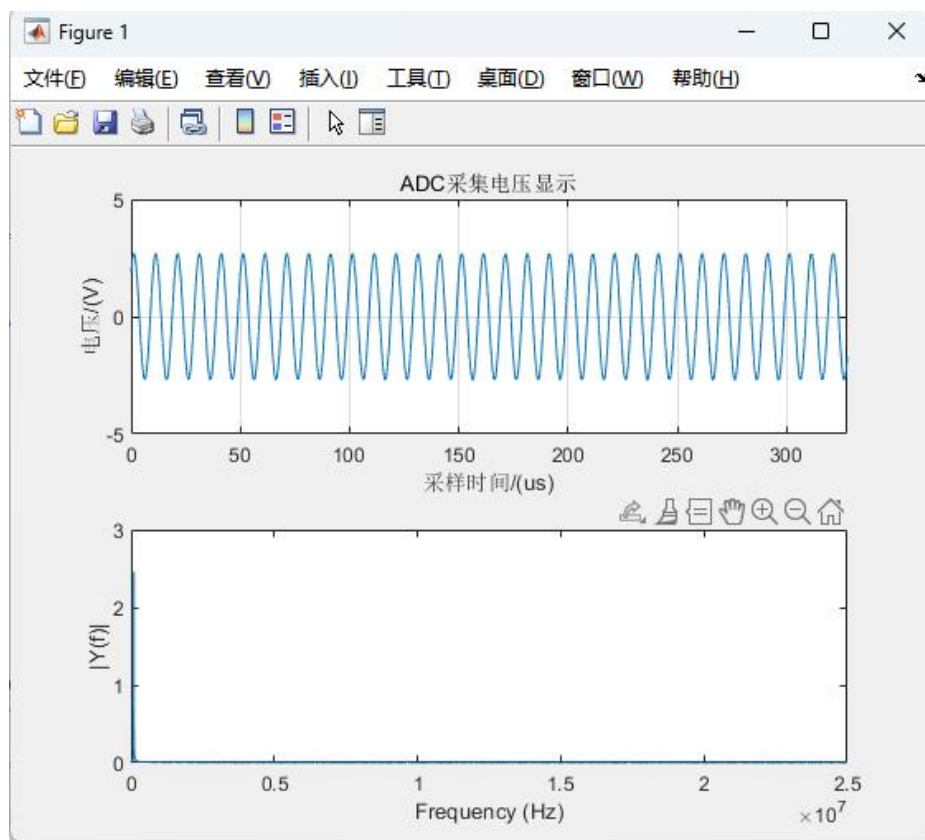 Figure 1
文件(F) 编辑(E) 查看(V) 插入(I) 工具(T) 桌面(D) 窗口(W) 帮助(H)
ADC采集电压显示
5
0
-5
电压/(V)
0 50 100 150 200 250 300
采样时间/(us)
3
2
1
0
|Y(f)|
0 0.5 1 1.5 2 2.5
Frequency (Hz)
×10⁷